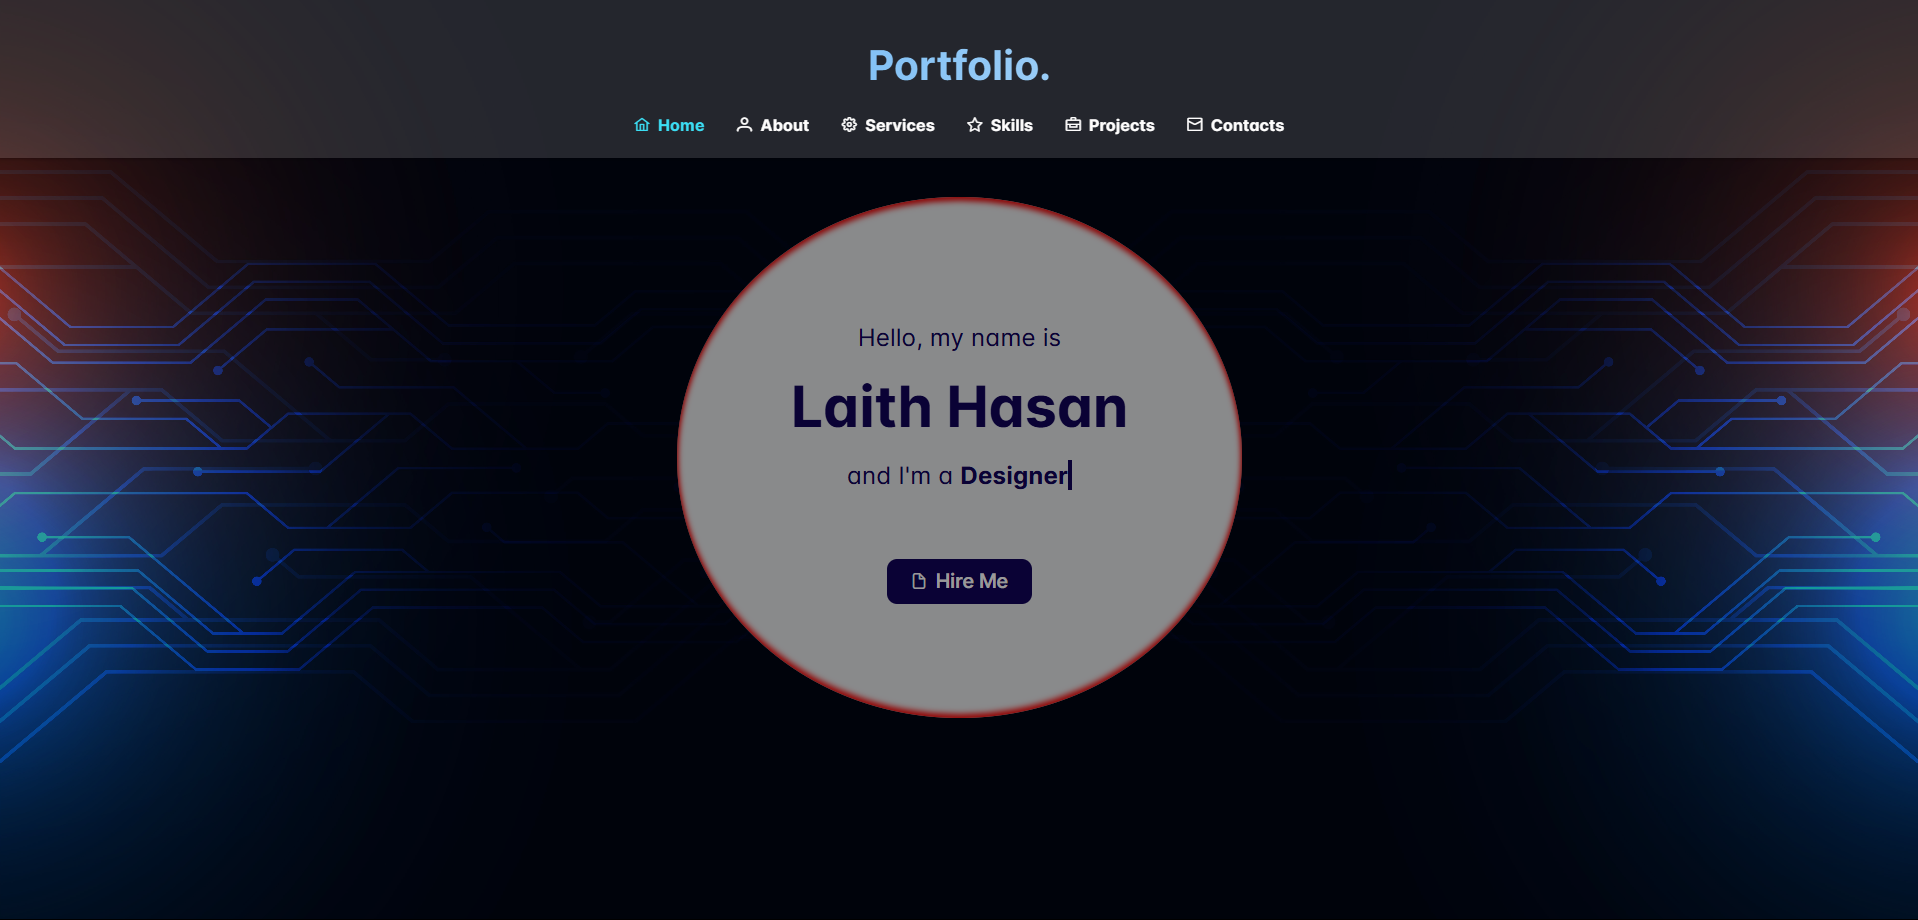 Portfolio.
Home About Services Skills Projects Contacts
Hello, my name is
Laith Hasan
and I'm a Designer
Hire Me